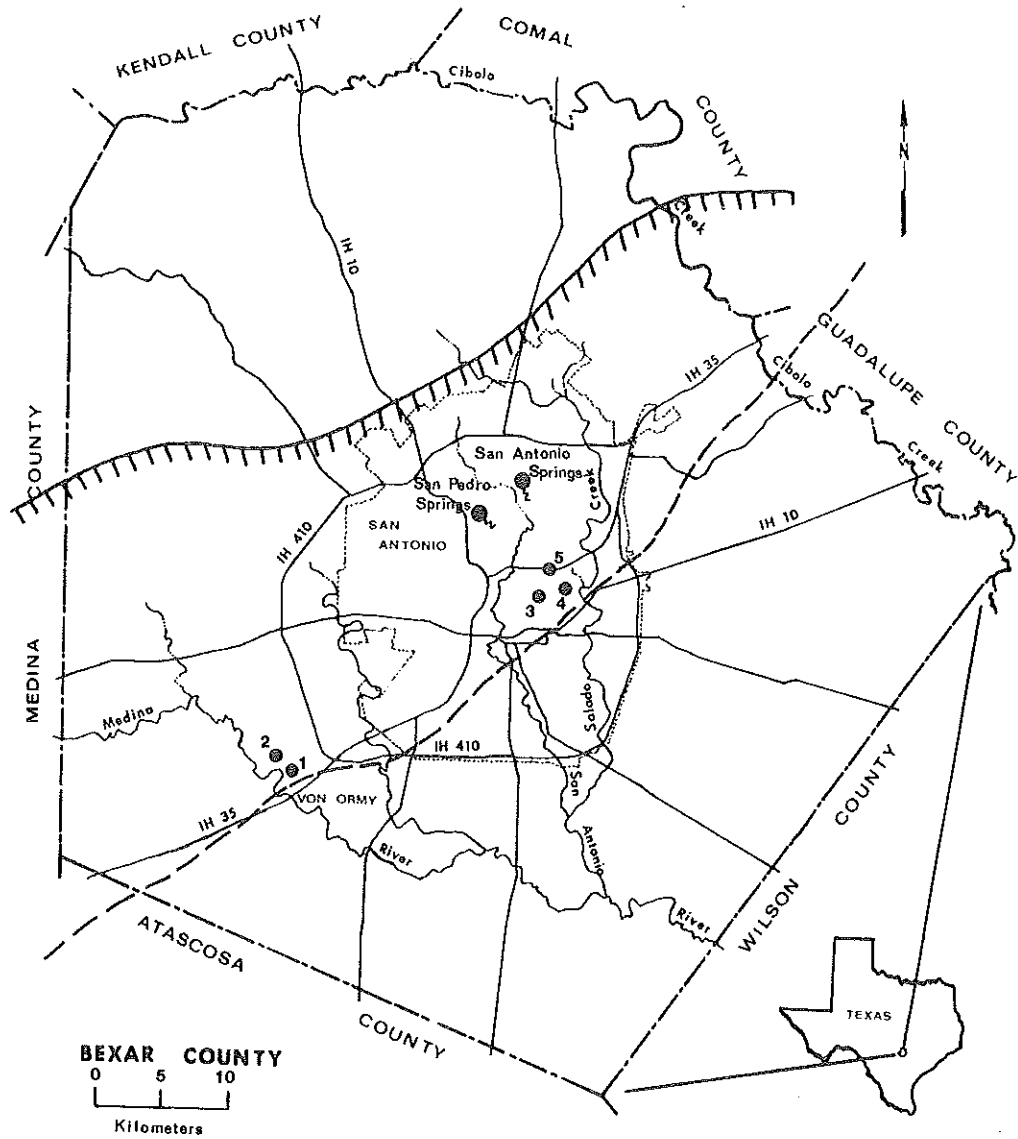 KENDALL COUNTY
COMAL
COUNTY
Cibolo
N
Creek
IH 10
GUADALUPE
COUNTY
IH 35
Cibolo
Creek
COUNTY
MEDINA
San Antonio
Springs
San Pedro
Springs
Creek
IH 410
SAN
ANTONIO
IH 10
5
3
4
Medina
2
1
IH 410
Salado
San
VON ORMY
IH 35
River
Antonio
River
COUNTY
WILSON
ATASCOSA
COUNTY
TEXAS
BEXAR COUNTY
0 5 10
Kilometers